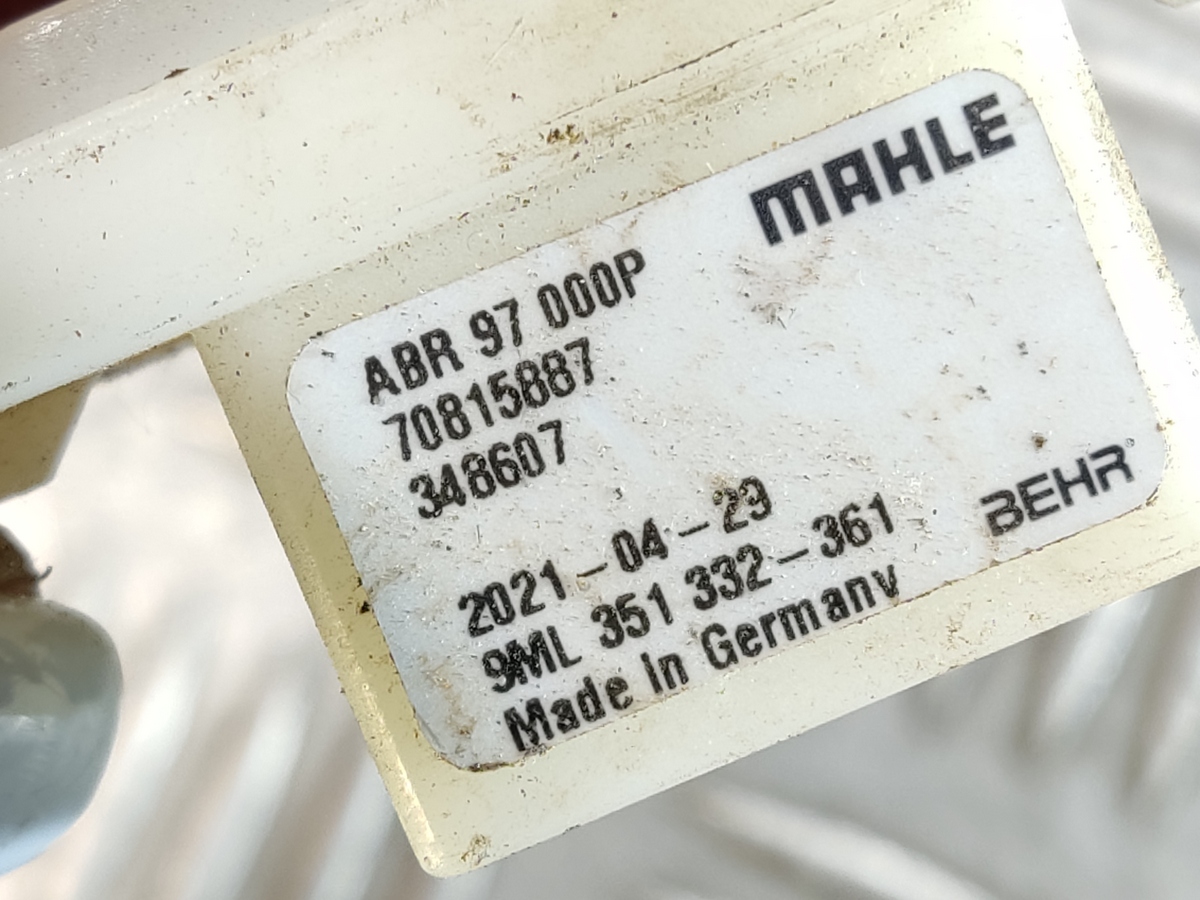 MAHLE
ABR 97 000P
70815887
348607
2021-04-29
9ML 351 332-361
Made in Germany
BEHR